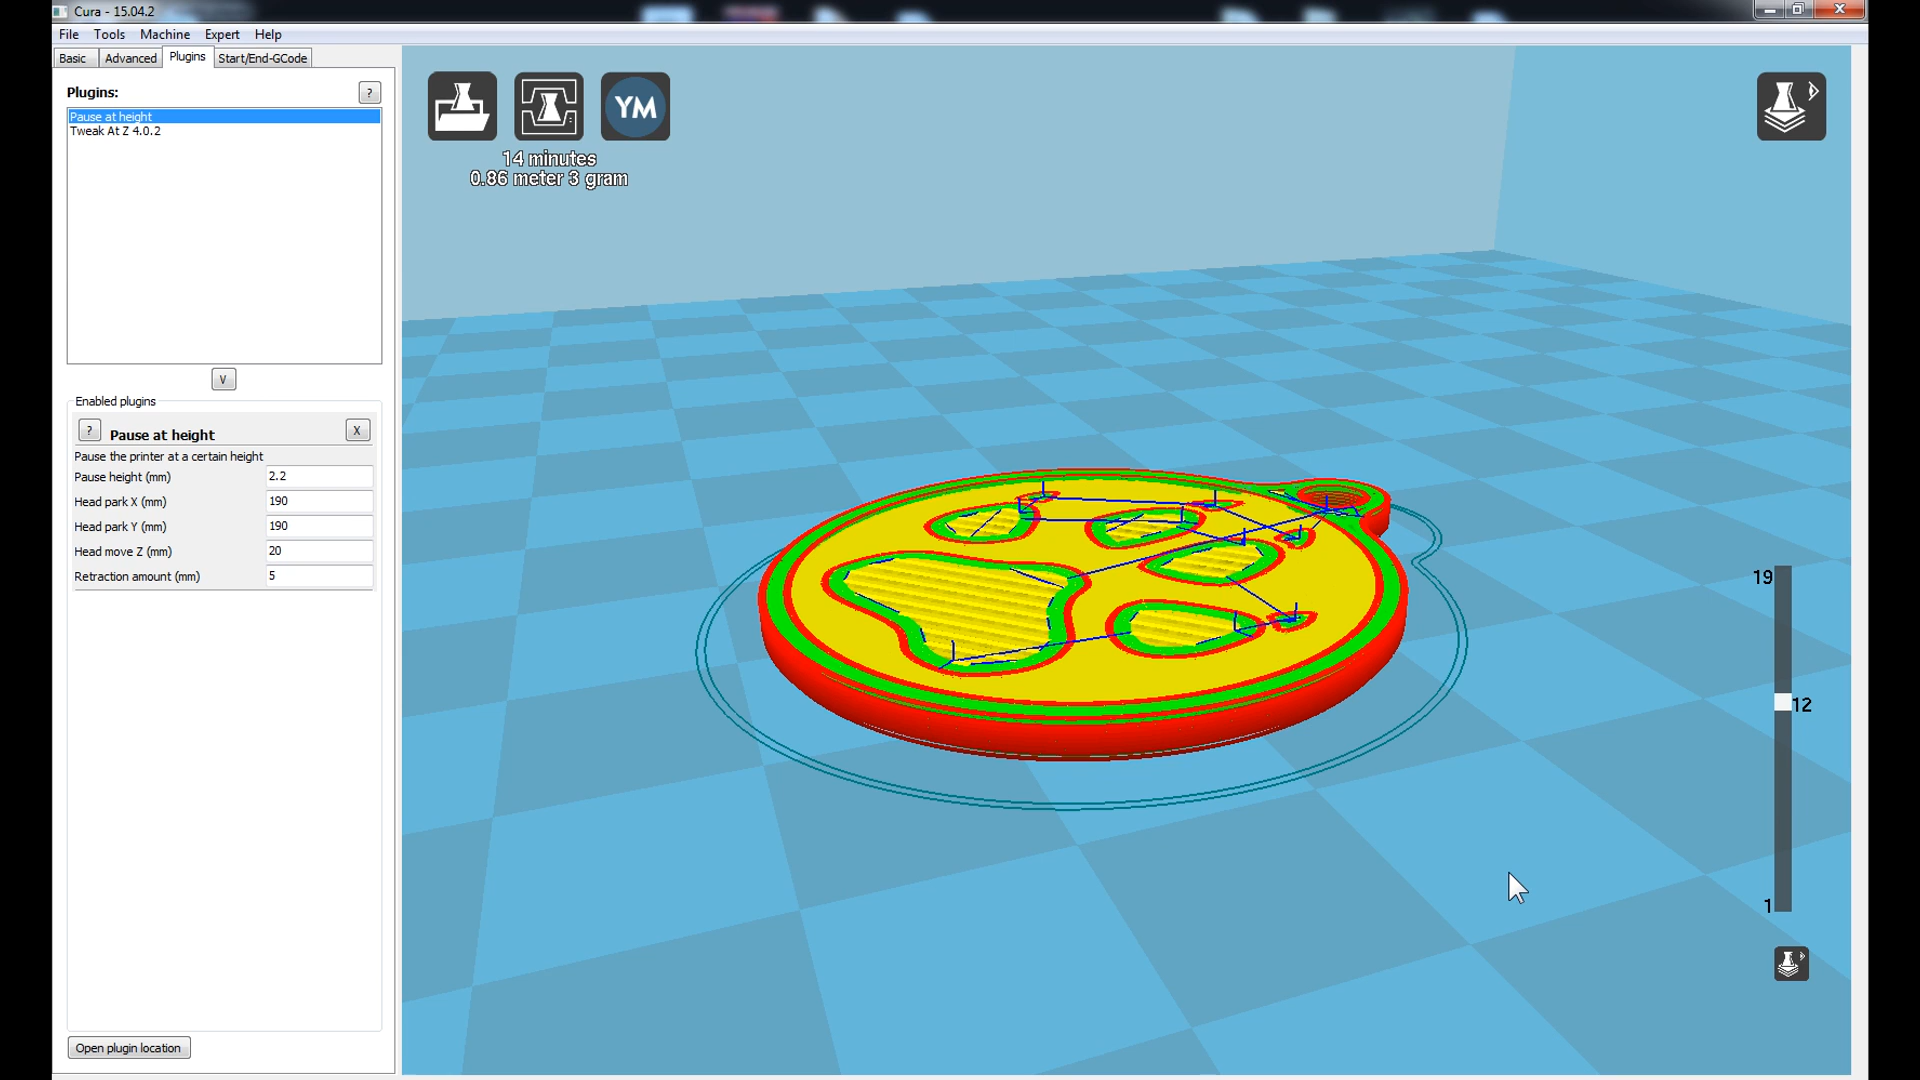 Cura - 15.04.2
File Tools Machine Expert Help
Basic Advanced Plugins Start/End-GCode
Plugins: ?
Pause at height
Tweak At Z 4.0.2
V
Enabled plugins
? Pause at height X
Pause the printer at a certain height
Pause height (mm) 2.2
Head park X (mm) 190
Head park Y (mm) 190
Head move Z (mm) 20
Retraction amount (mm) 5
Open plugin location
YM
14 minutes
0.86 meter 3 gram
19
12
1